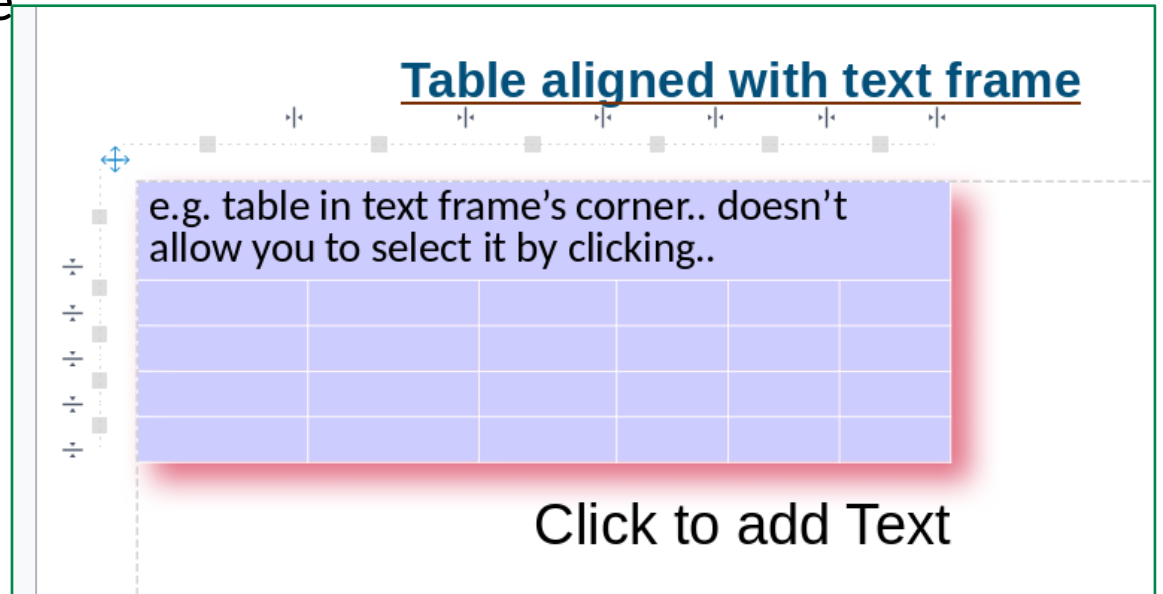 Table aligned with text frame
e.g. table in text frame’s corner.. doesn’t
allow you to select it by clicking..
Click to add Text